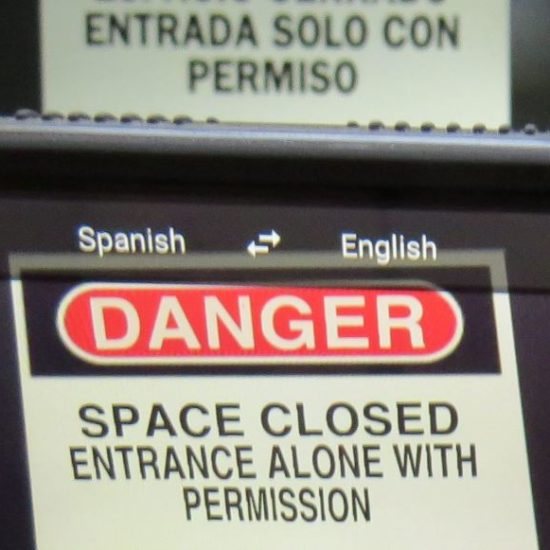 ENTRADA SOLO CON
PERMISO
Spanish English
DANGER
SPACE CLOSED
ENTRANCE ALONE WITH
PERMISSION